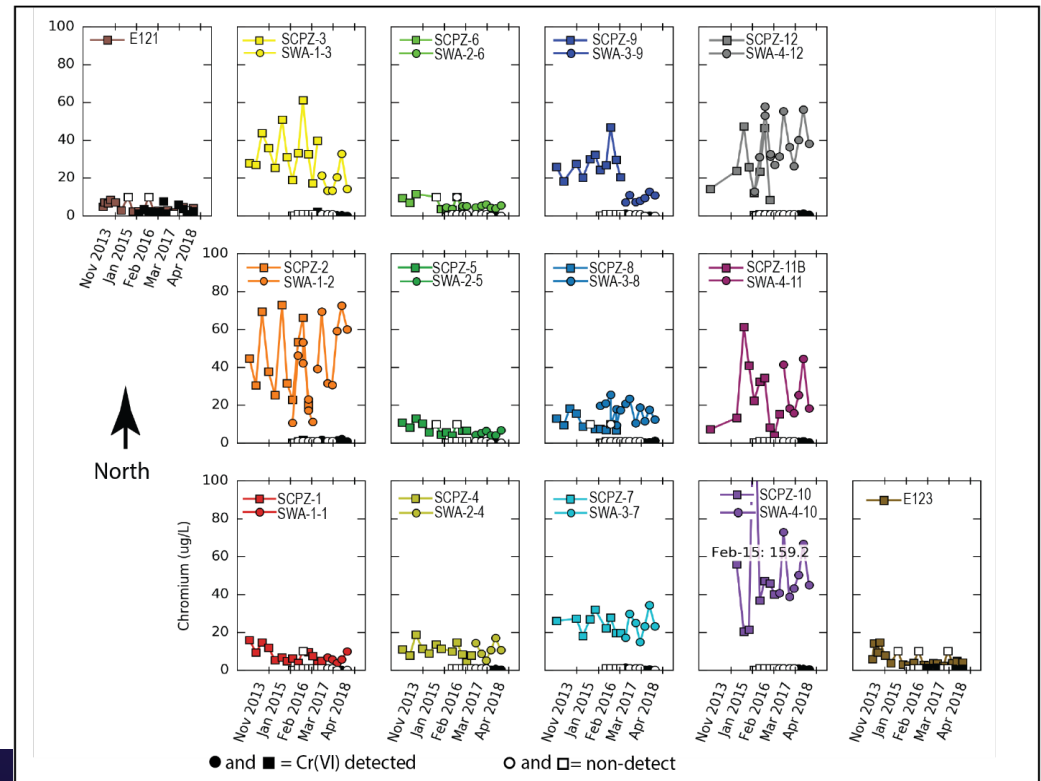 100
80
60
40
20
0
E121
Nov 2013
Jan 2015
Feb 2016
Mar 2017
Apr 2018
SCPZ-3
SWA-1-3
SCPZ-6
SWA-2-6
SCPZ-9
SWA-3-9
SCPZ-12
SWA-4-12
100
80
60
40
20
0
SCPZ-2
SWA-1-2
SCPZ-5
SWA-2-5
SCPZ-8
SWA-3-8
SCPZ-11B
SWA-4-11
North
Chromium (ug/L)
100
80
60
40
20
0
SCPZ-1
SWA-1-1
SCPZ-4
SWA-2-4
SCPZ-7
SWA-3-7
SCPZ-10
SWA-4-10
Feb-15: 159.2
E123
Nov 2013
Jan 2015
Feb 2016
Mar 2017
Apr 2018
Nov 2013
Jan 2015
Feb 2016
Mar 2017
Apr 2018
Nov 2013
Jan 2015
Feb 2016
Mar 2017
Apr 2018
Nov 2013
Jan 2015
Feb 2016
Mar 2017
Apr 2018
Nov 2013
Jan 2015
Feb 2016
Mar 2017
Apr 2018
● and ■ = Cr(VI) detected
○ and □= non-detect